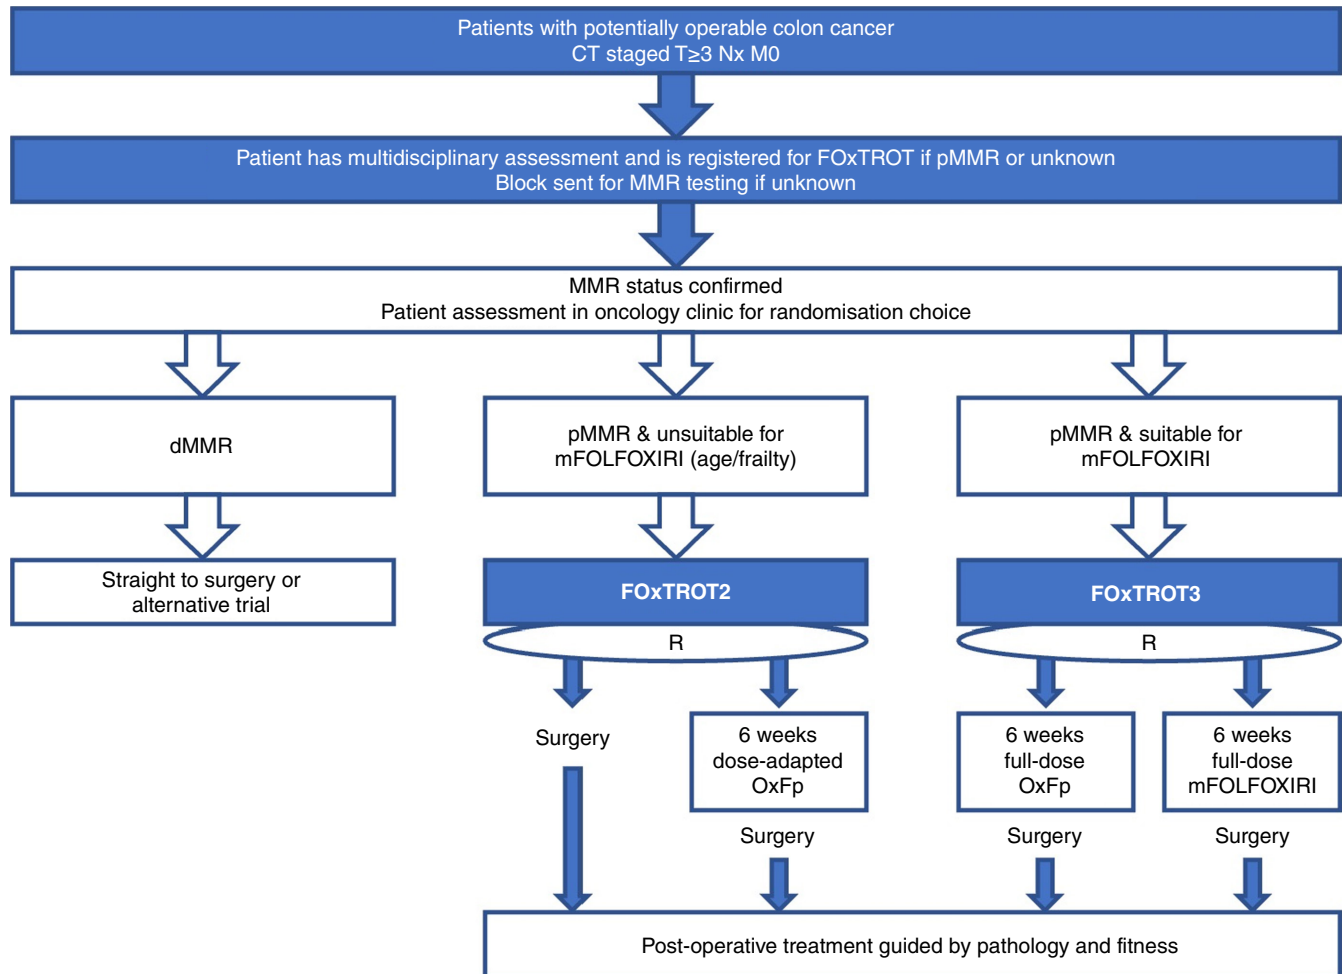 Patients with potentially operable colon cancer
CT staged T≥3 Nx M0
Patient has multidisciplinary assessment and is registered for FOxTROT if pMMR or unknown
Block sent for MMR testing if unknown
MMR status confirmed
Patient assessment in oncology clinic for randomisation choice
dMMR
pMMR & unsuitable for
mFOLFOXIRI (age/frailty)
pMMR & suitable for
mFOLFOXIRI
Straight to surgery or
alternative trial
FOxTROT2
FOxTROT3
R
R
Surgery
6 weeks
dose-adapted
OxFp
6 weeks
full-dose
OxFp
6 weeks
full-dose
mFOLFOXIRI
Surgery
Surgery
Surgery
Post-operative treatment guided by pathology and fitness